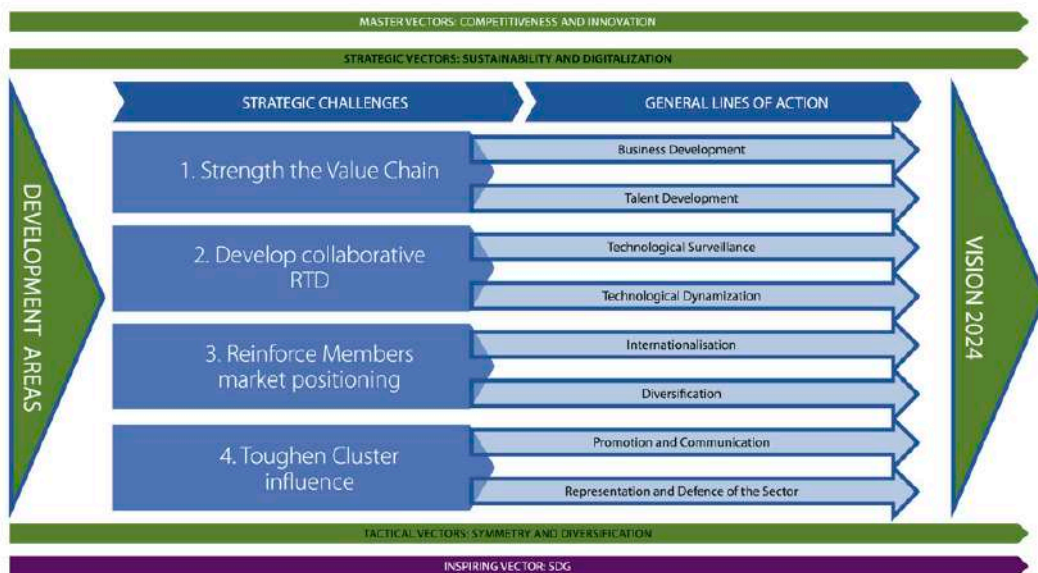 MASTER VECTORS: COMPETITIVENESS AND INNOVATION
STRATEGIC VECTORS: SUSTAINABILITY AND DIGITALIZATION
DEVELOPMENT AREAS
STRATEGIC CHALLENGES
GENERAL LINES OF ACTION
1. Strength the Value Chain
Business Development
Talent Development
2. Develop collaborative
RTD
Technological Surveillance
Technological Dynamization
3. Reinforce Members
market positioning
Internationalisation
Diversification
4. Toughen Cluster
influence
Promotion and Communication
Representation and Defence of the Sector
VISION 2024
TACTICAL VECTORS: SYMMETRY AND DIVERSIFICATION
INSPIRING VECTOR: SDG